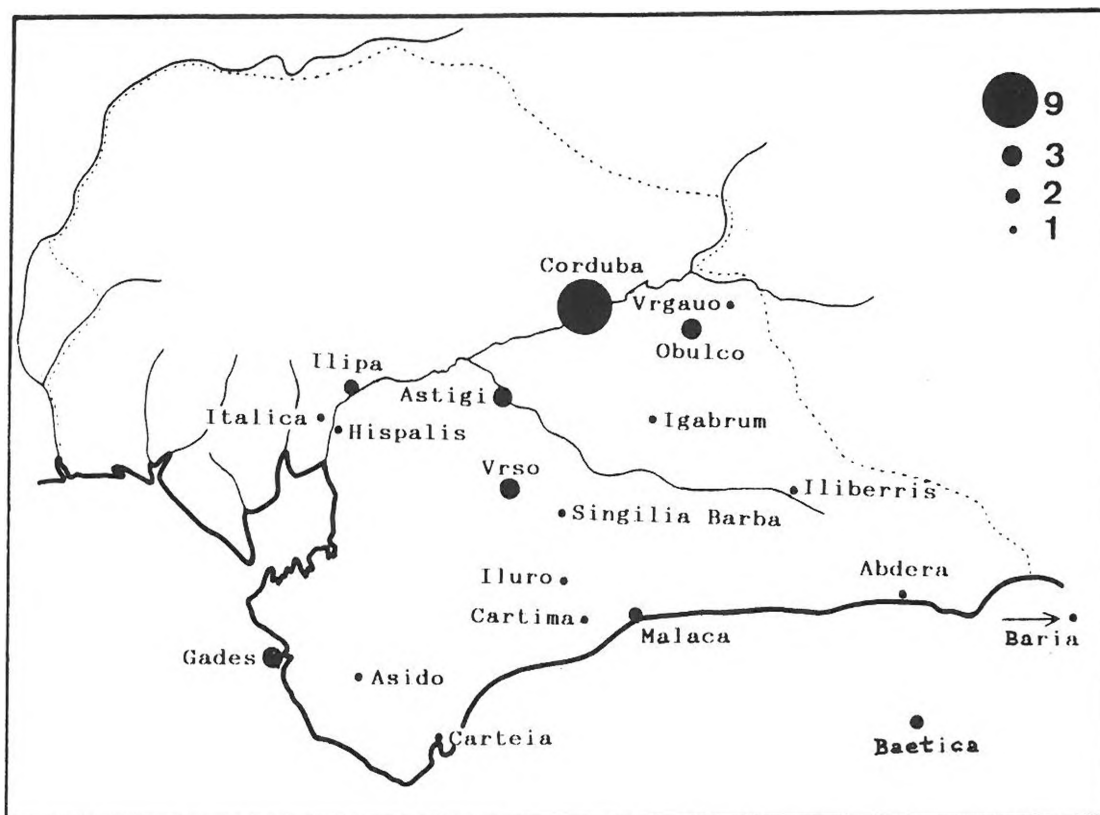 9
3
2
1
Corduba
Vrgauo
Obulco
Ilipa
Astigi
Italica
Hispalis
Igabrum
Vrso
Iliberris
Singilia Barba
Iluro
Abdera
Cartima
Malaca
Baria
Gades
Asido
Carteia
Baetica